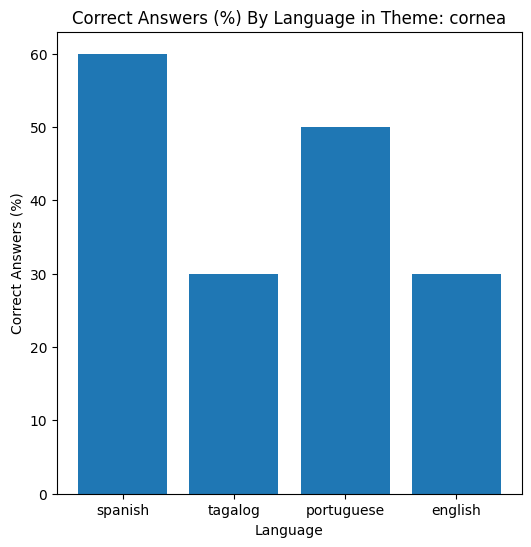 Correct Answers (%) By Language in Theme: cornea
Correct Answers (%)
60
50
40
30
20
10
0
spanish tagalog portuguese english
Language